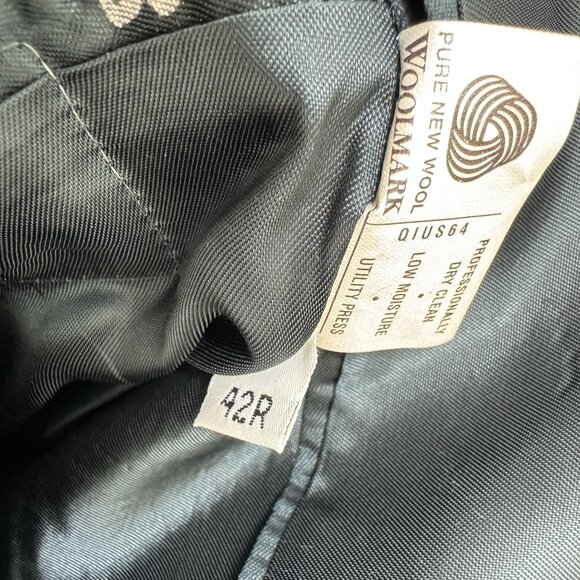 PURE NEW WOOL
WOOLMARK
QIUS64
PROFESSIONALLY
DRY CLEAN
•
LOW MOISTURE
•
UTILITY PRESS
42R